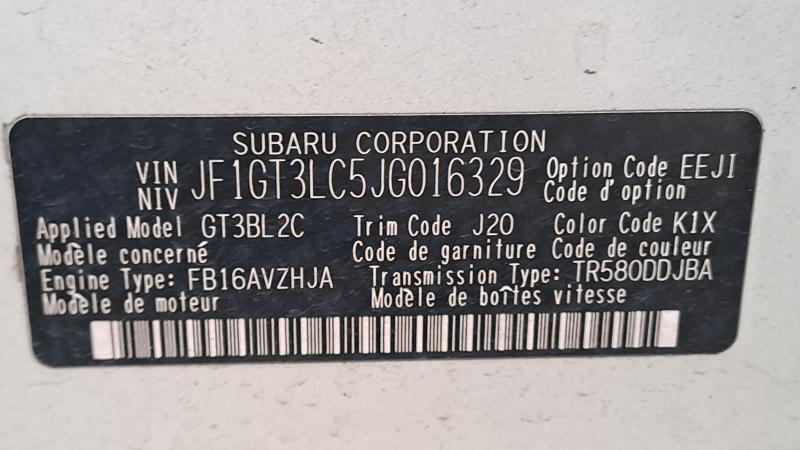 SUBARU CORPORATION
VIN NIV JF1GT3LC5JG016329 Option Code EEJI
Code d'option
Applied Model GT3BL2C Trim Code J20 Color Code K1X
Modèle concerné Code de garniture Code de couleur
Engine Type: FB16AVZHJA Transmission Type: TR580DDJBA
Modèle de moteur Modèle de boîtes vitesse